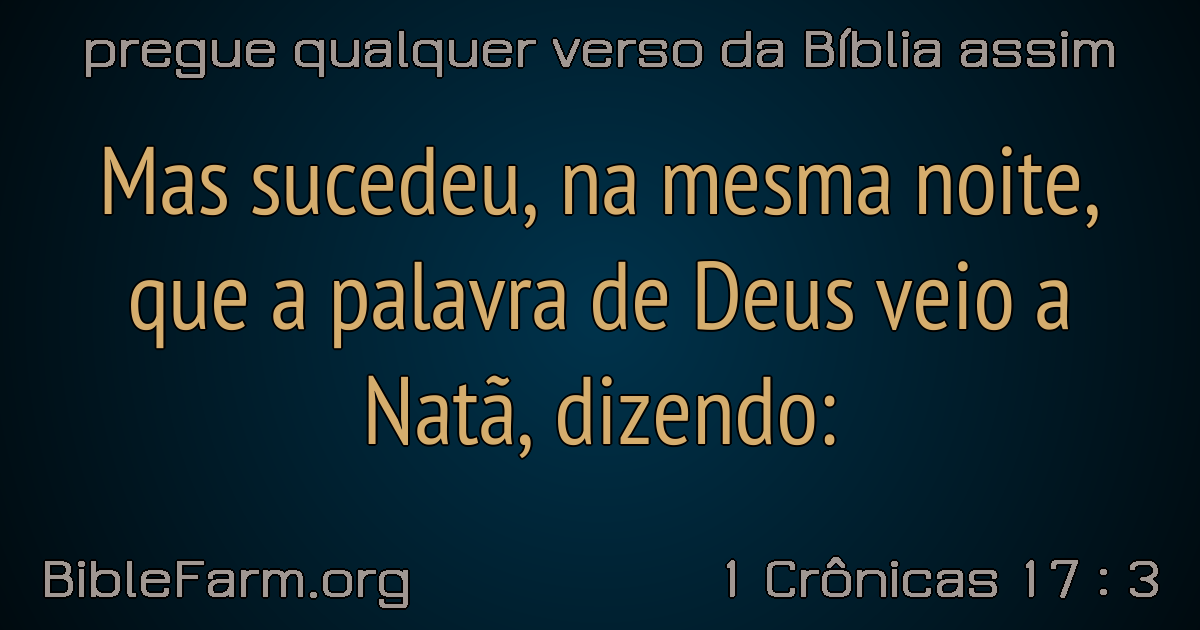 pregue qualquer verso da Bíblia assim
Mas sucedeu, na mesma noite,
que a palavra de Deus veio a
Natã, dizendo:
BibleFarm.org
1 Crônicas 17 : 3